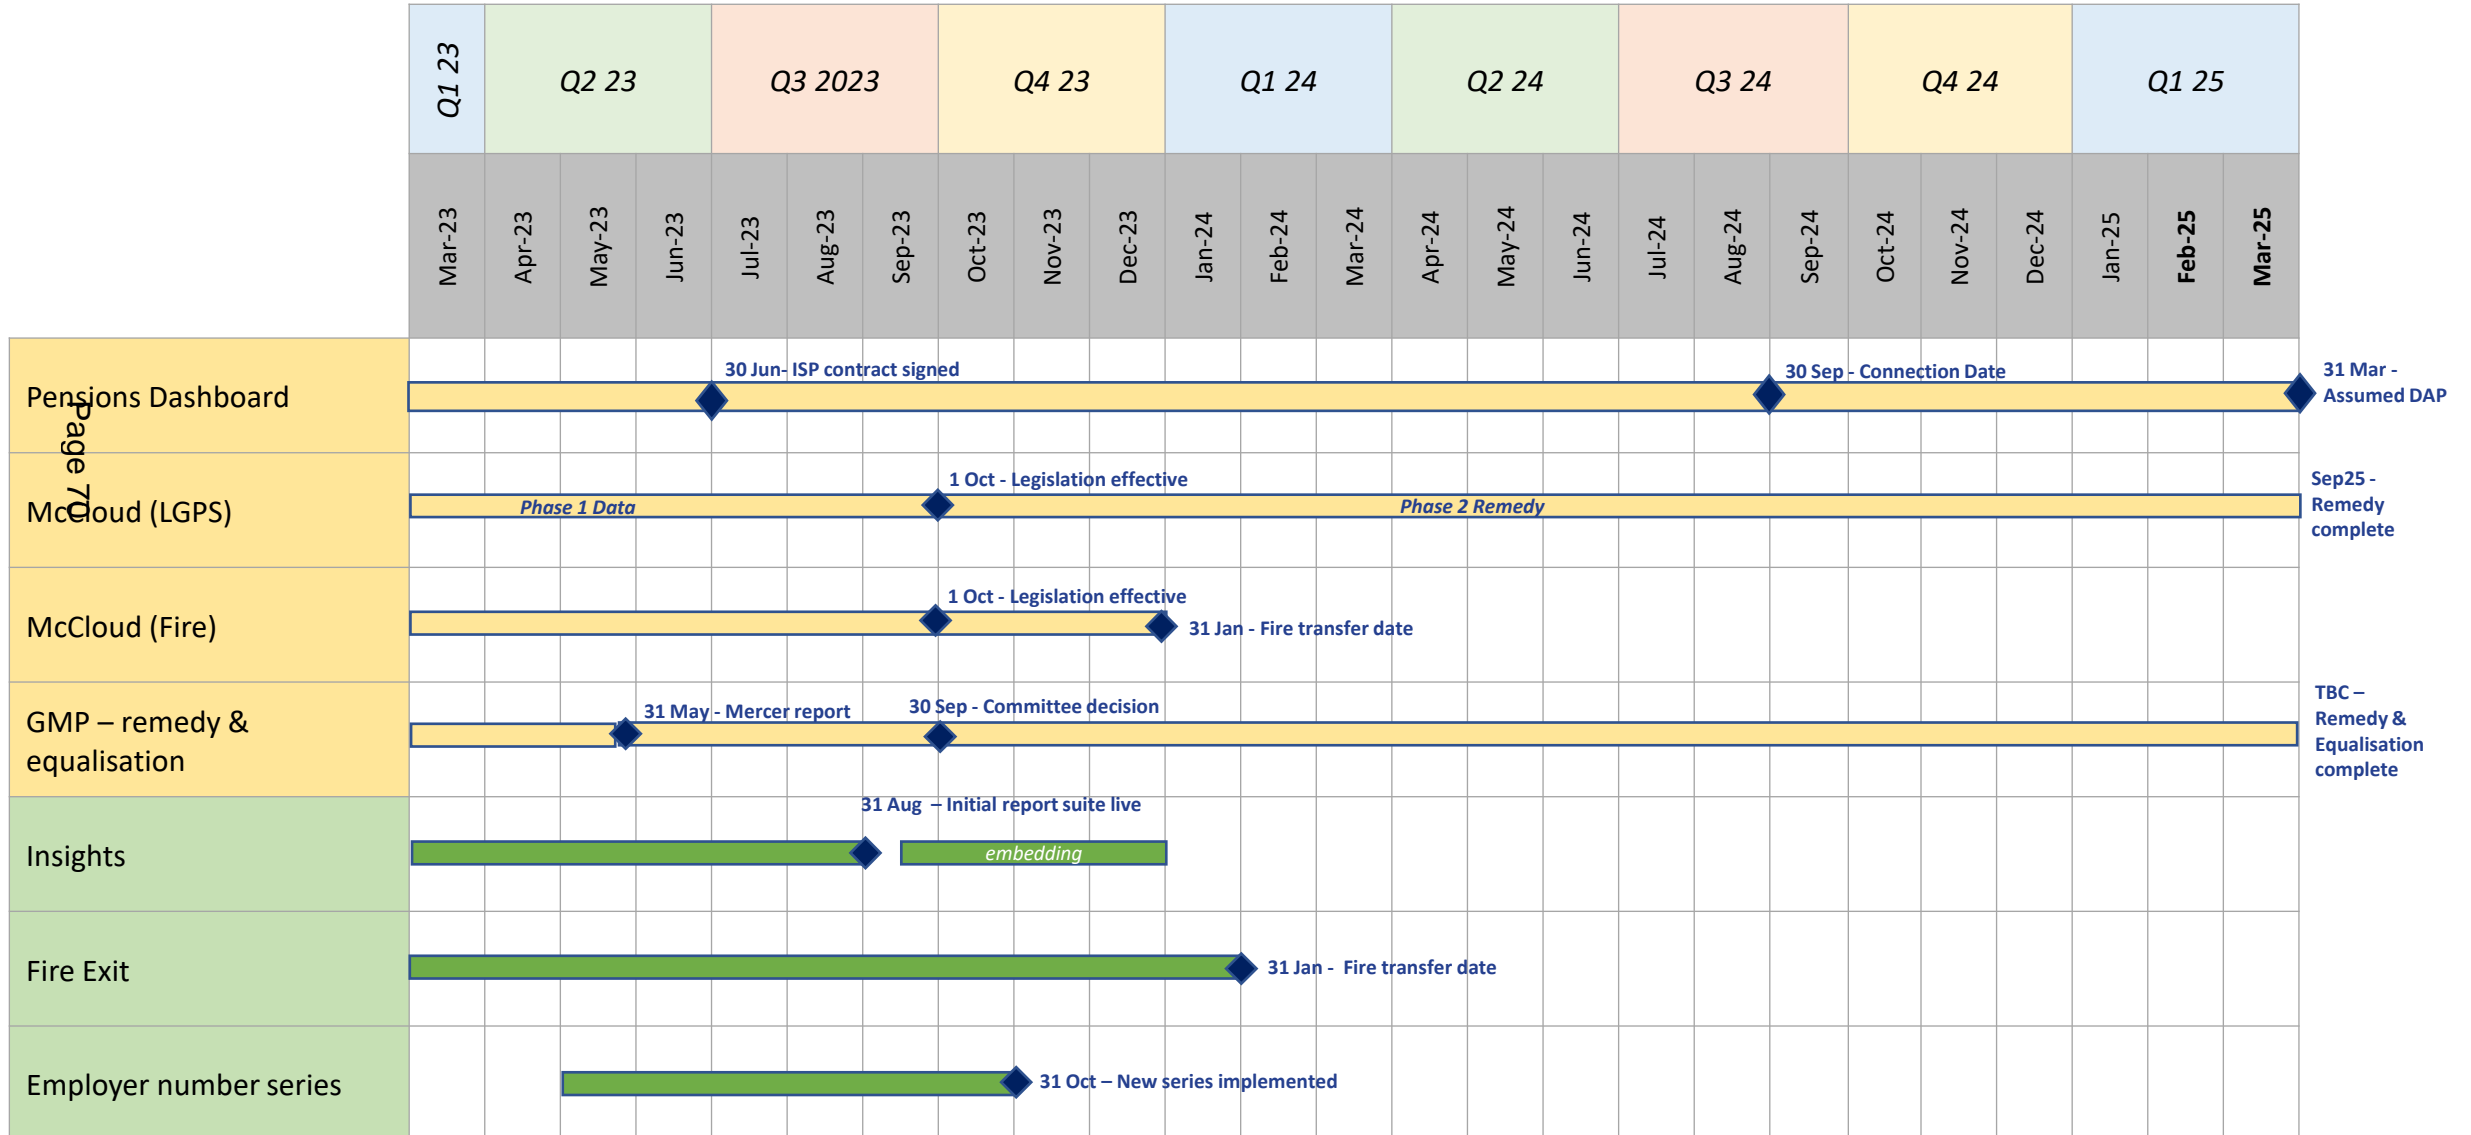 Q1 23
Q2 23
Q3 2023
Q4 23
Q1 24
Q2 24
Q3 24
Q4 24
Q1 25
Mar-23
Apr-23
May-23
Jun-23
Jul-23
Aug-23
Sep-23
Oct-23
Nov-23
Dec-23
Jan-24
Feb-24
Mar-24
Apr-24
May-24
Jun-24
Jul-24
Aug-24
Sep-24
Oct-24
Nov-24
Dec-24
Jan-25
Feb-25
Mar-25
Pensions Dashboard
30 Jun- ISP contract signed
30 Sep - Connection Date
31 Mar -
Assumed DAP
Page 70
McCloud (LGPS)
Phase 1 Data
1 Oct - Legislation effective
Phase 2 Remedy
Sep25 -
Remedy
complete
McCloud (Fire)
1 Oct - Legislation effective
31 Jan - Fire transfer date
GMP – remedy &
equalisation
31 May - Mercer report
30 Sep - Committee decision
TBC –
Remedy &
Equalisation
complete
Insights
31 Aug – Initial report suite live
embedding
Fire Exit
31 Jan - Fire transfer date
Employer number series
31 Oct – New series implemented